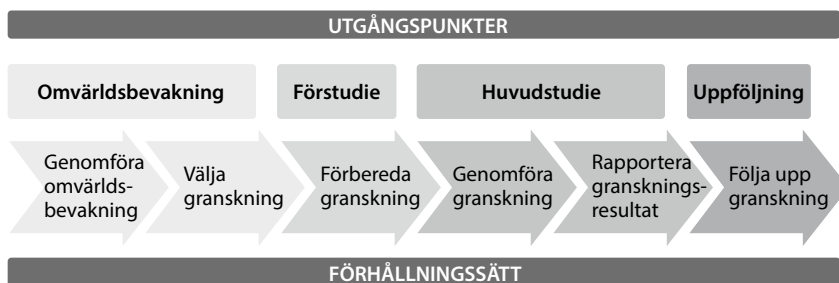 UTGÅNGSPUNKTER
Omvärldsbevakning
Förstudie
Huvudstudie
Uppföljning
Genomföra
omvärlds-
bevakning
Välja
granskning
Förbereda
granskning
Genomföra
granskning
Rapportera
gransknings-
resultat
Följa upp
granskning
FÖRHÅLLNINGSSÄTT